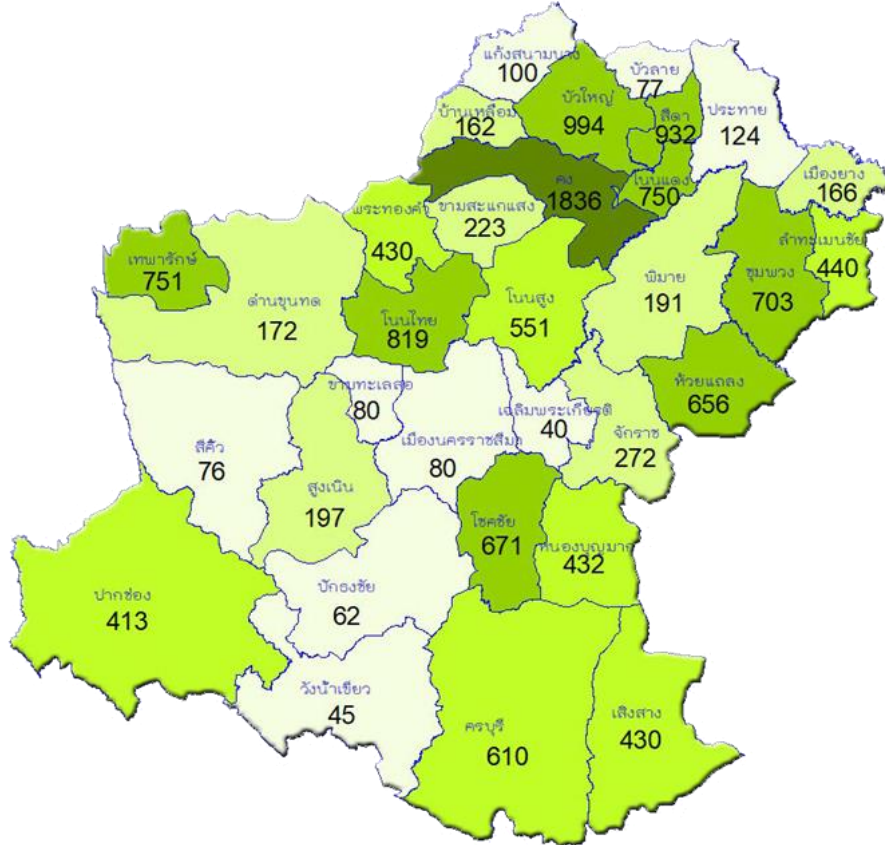 แก้งสนามนาง
100
บัวลาย
77
บัวใหญ่
994
บ้านเหลื่อม
162
สีดา
932
ประทาย
124
คง
1836
โนนแดง
750
เมืองยาง
166
พระทองคำ
430
ขามสะแกแสง
223
เทพารักษ์
751
ด่านขุนทด
172
โนนไทย
819
โนนสูง
551
พิมาย
191
ชุมพวง
703
ลำทะเมนชัย
440
ห้วยแถลง
656
ขามทะเลสอ
80
เฉลิมพระเกียรติ
40
เมืองนครราชสีมา
80
จักราช
272
สีคิ้ว
76
สูงเนิน
197
โชคชัย
671
หนองบุญมาก
432
ปากช่อง
413
ปักธงชัย
62
วังน้ำเขียว
45
ครบุรี
610
เสิงสาง
430